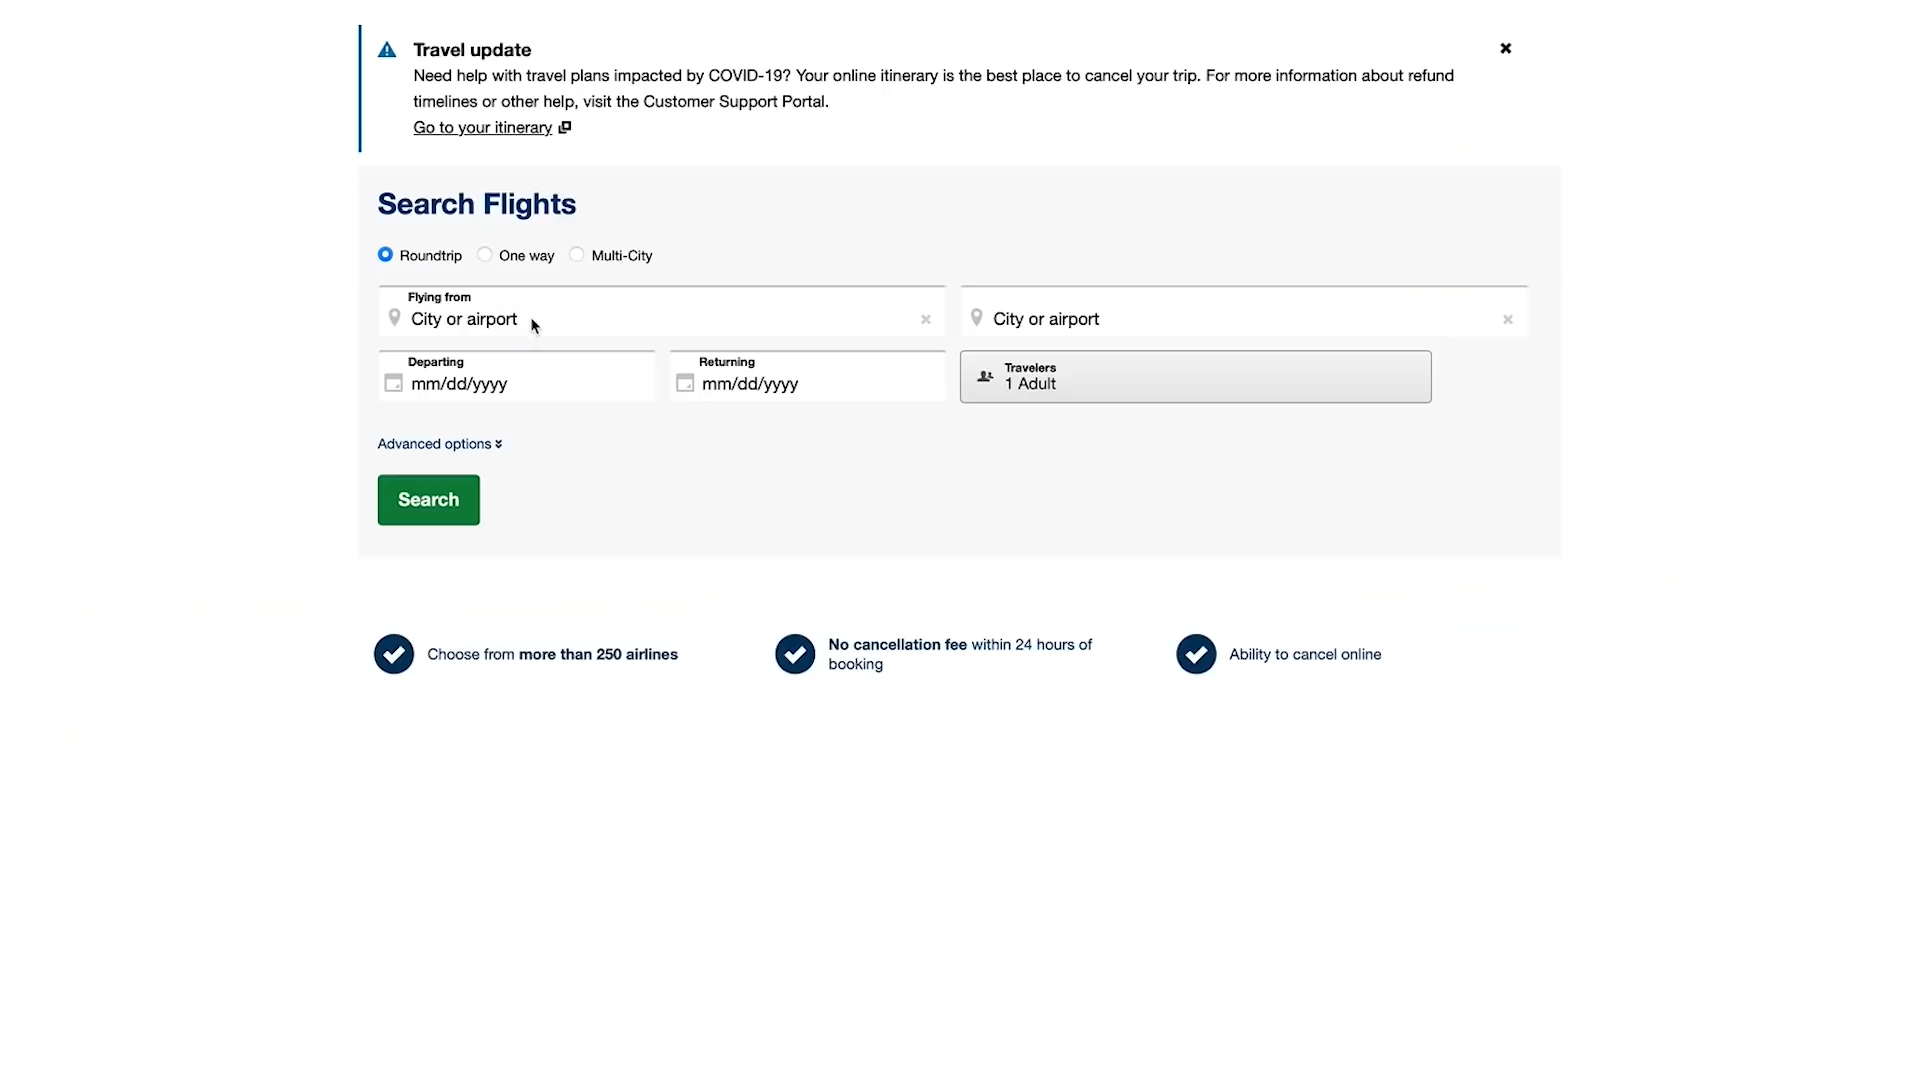 Travel update
Need help with travel plans impacted by COVID-19? Your online itinerary is the best place to cancel your trip. For more information about refund
timelines or other help, visit the Customer Support Portal.
Go to your itinerary
Search Flights
Roundtrip One way Multi-City
Flying from
City or airport
City or airport
Departing
mm/dd/yyyy
Returning
mm/dd/yyyy
Travelers
1 Adult
Advanced options
Search
Choose from more than 250 airlines
No cancellation fee within 24 hours of
booking
Ability to cancel online